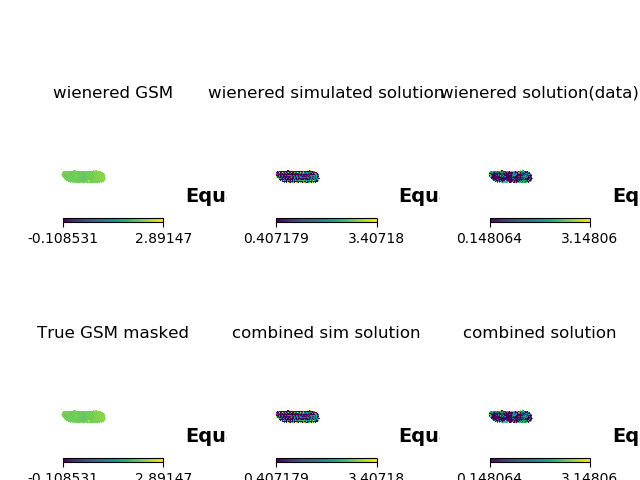 wienered GSM
wienered simulated solution
wienered solution(data)
Equ
Equ
Eq
-0.108531 2.89147
0.407179 3.40718
0.148064 3.14806
True GSM masked
combined sim solution
combined solution
Equ
Equ
Eq
-0.108531 2.89147
0.407179 3.40718
0.148064 3.14806